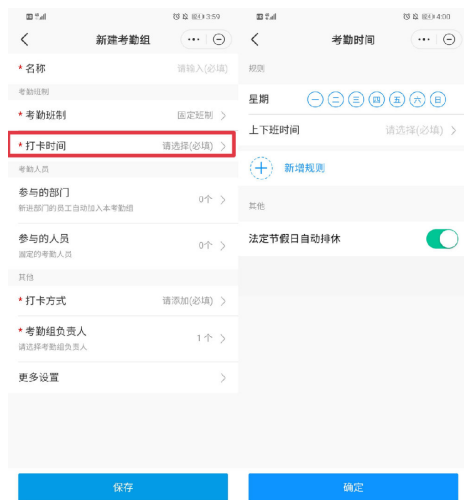 3:59
新建考勤组
* 名称
请输入(必填)
考勤班制
* 考勤班制
固定班制
* 打卡时间
请选择(必填)
考勤人员
参与的部门
0个
新进部门的员工自动加入本考勤组
参与的人员
0个
固定的考勤人员
其他
* 打卡方式
请添加(必填)
* 考勤组负责人
1个
请选择考勤组负责人
更多设置
保存
4:00
考勤时间
规则
星期
一 二 三 四 五 六 日
上下班时间
请选择(必填)
新增规则
其他
法定节假日自动排休
确定